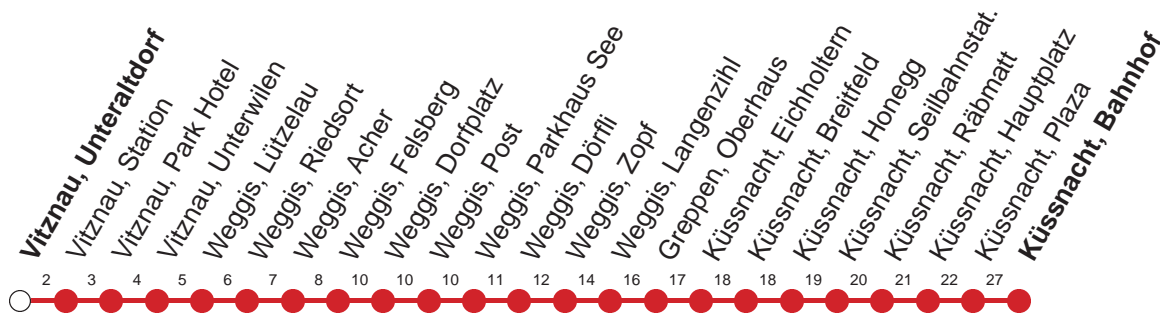 Vitznau, Unteraltdorf
Vitznau, Station
Vitznau, Park Hotel
Vitznau, Unterwilen
Weggis, Lützelau
Weggis, Riedsort
Weggis, Acher
Weggis, Felsberg
Weggis, Dorfplatz
Weggis, Post
Weggis, Parkhaus See
Weggis, Dörfli
Weggis, Zopf
Weggis, Langenzihl
Greppen, Oberhaus
Küssnacht, Eichholtern
Küssnacht, Breitfeld
Küssnacht, Honegg
Küssnacht, Seilbahnstat.
Küssnacht, Räbmatt
Küssnacht, Hauptplatz
Küssnacht, Plaza
Küssnacht, Bahnhof
2 3 4 5 6 7 8 10 10 10 11 12 14 16 17 18 18 19 20 21 22 27